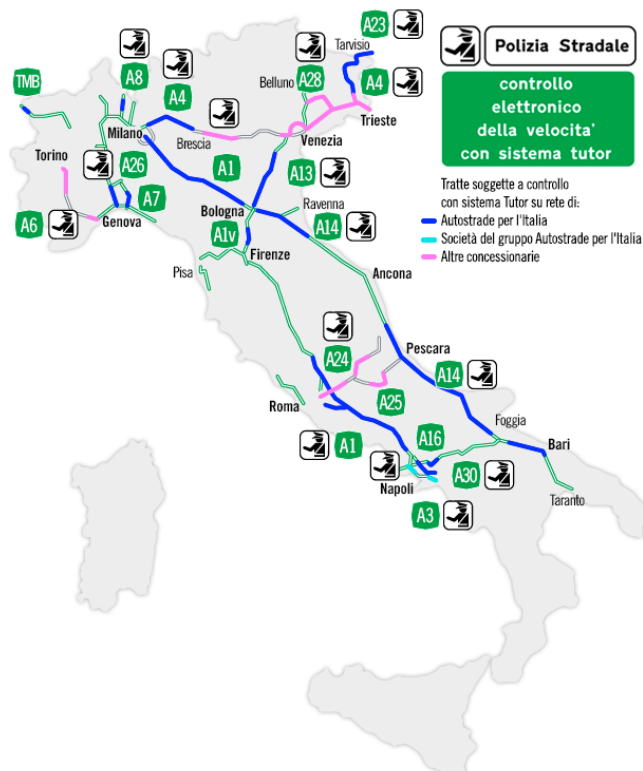 A23
Tarvisio
Polizia Stradale
TMB
A8
A4
Belluno
A28
A4
controllo
elettronico
della velocita'
con sistema tutor
Milano
Brescia
Venezia
Trieste
Torino
A26
A1
A13
Tratte soggette a controllo
con sistema Tutor su rete di:
Autostrade per l'Italia
Società del gruppo Autostrade per l'Italia
Altre concessionarie
A7
A6
Genova
Bologna
Ravenna
A1v
A14
Firenze
Pisa
Ancona
A24
Pescara
A14
Roma
A25
A1
A16
Foggia
Bari
Napoli
A30
Taranto
A3